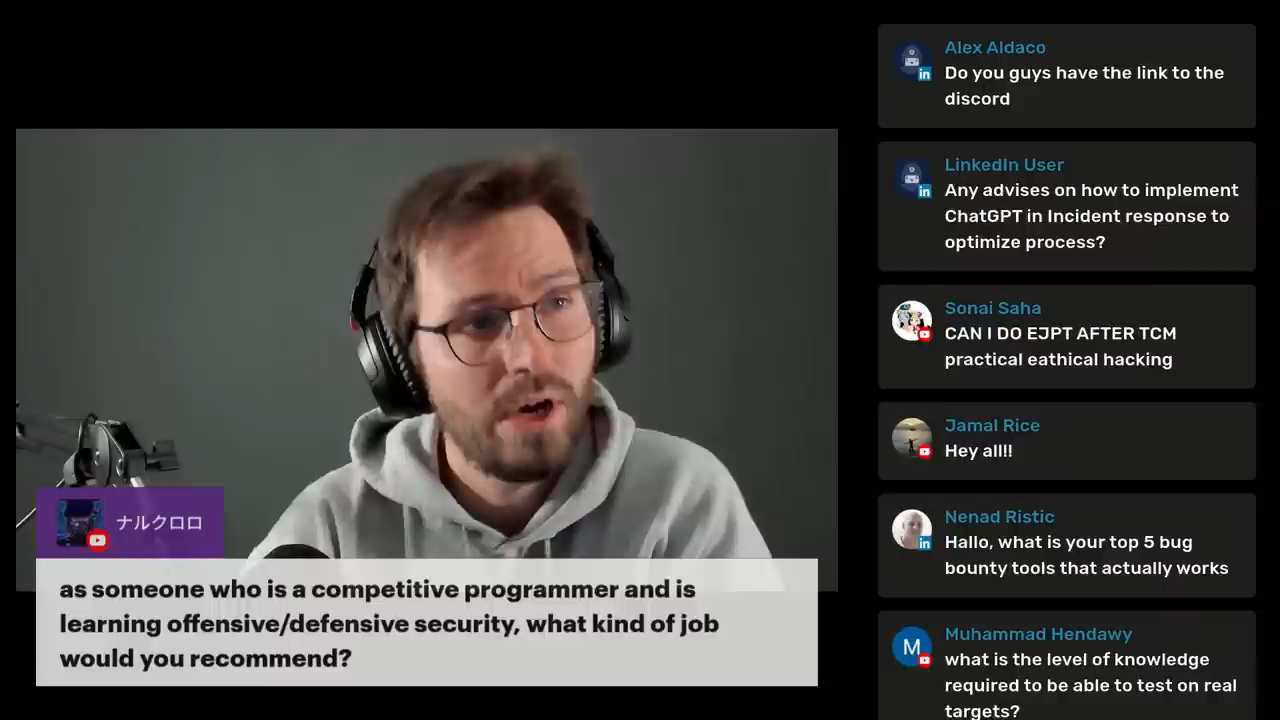 ナルクロロ
as someone who is a competitive programmer and is
learning offensive/defensive security, what kind of job
would you recommend?
Alex Aldaco
Do you guys have the link to the
discord
LinkedIn User
Any advises on how to implement
ChatGPT in Incident response to
optimize process?
Sonai Saha
CAN I DO EJPT AFTER TCM
practical eathical hacking
Jamal Rice
Hey all!!
Nenad Ristic
Hallo, what is your top 5 bug
bounty tools that actually works
M
Muhammad Hendawy
what is the level of knowledge
required to be able to test on real
targets?